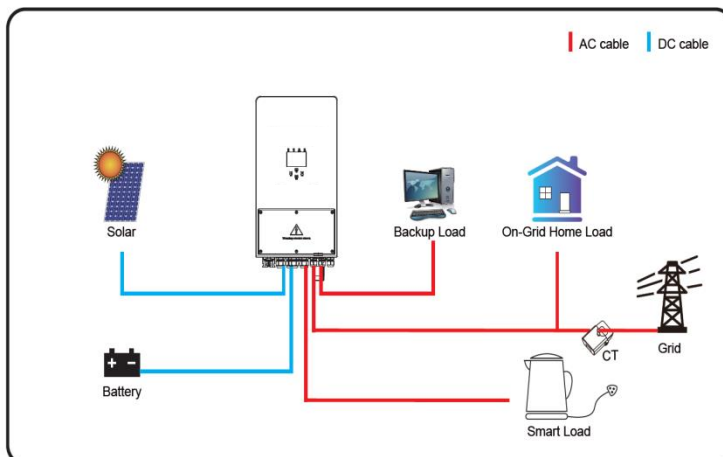 AC cable
DC cable
Solar
Backup Load
On-Grid Home Load
Battery
CT
Grid
Smart Load